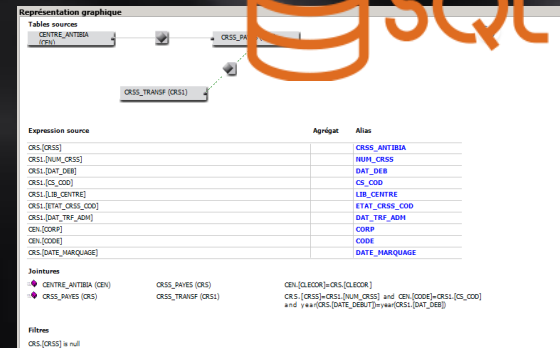 Représentation graphique
Tables sources
CENTRE_ANTIBIA
(CEN)
CRSS_TRANSF (CRS1)
Expression source Agrégat Alias
CRS.[CRSS] CRSS_ANTIBIA
CRS1.[NUM_CRSS] NUM_CRSS
CRS1.[DAT_DEB] DAT_DEB
CRS1.[CS_COD] CS_COD
CRS1.[LIB_CENTRE] LIB_CENTRE
CRS1.[ETAT_CRSS_COD] ETAT_CRSS_COD
CRS1.[DAT_TRF_ADM] DAT_TRF_ADM
CEN.[CORP] CORP
CEN.[CODE] CODE
CRS.[DATE_MARQUAGE] DATE_MARQUAGE
Jointures
CENTRE_ANTIBIA (CEN) CRSS_PAYES (CRS) CEN.[CLECOR]=CRS.[CLECOR]
CRSS_PAYES (CRS) CRSS_TRANSF (CRS1) CRS.[CRSS]=CRS1.[NUM_CRSS] and CEN.[CODE]=CRS1.[CS_COD]
and year(CRS.[DATE_DEBUT])=year(CRS1.[DAT_DEB])
Filtres
CRS.[CRSS] is null